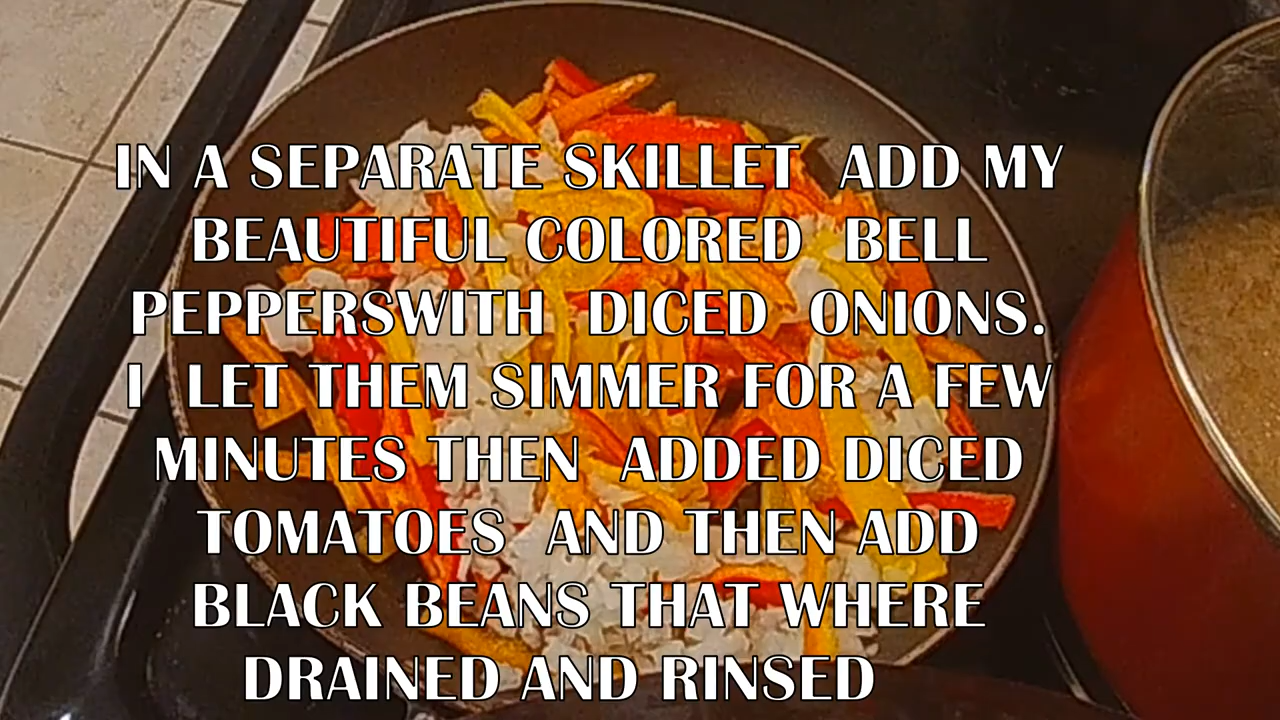 IN A SEPARATE SKILLET ADD MY
BEAUTIFUL COLORED BELL
PEPPERSWITH DICED ONIONS.
I LET THEM SIMMER FOR A FEW
MINUTES THEN ADDED DICED
TOMATOES AND THEN ADD
BLACK BEANS THAT WHERE
DRAINED AND RINSED